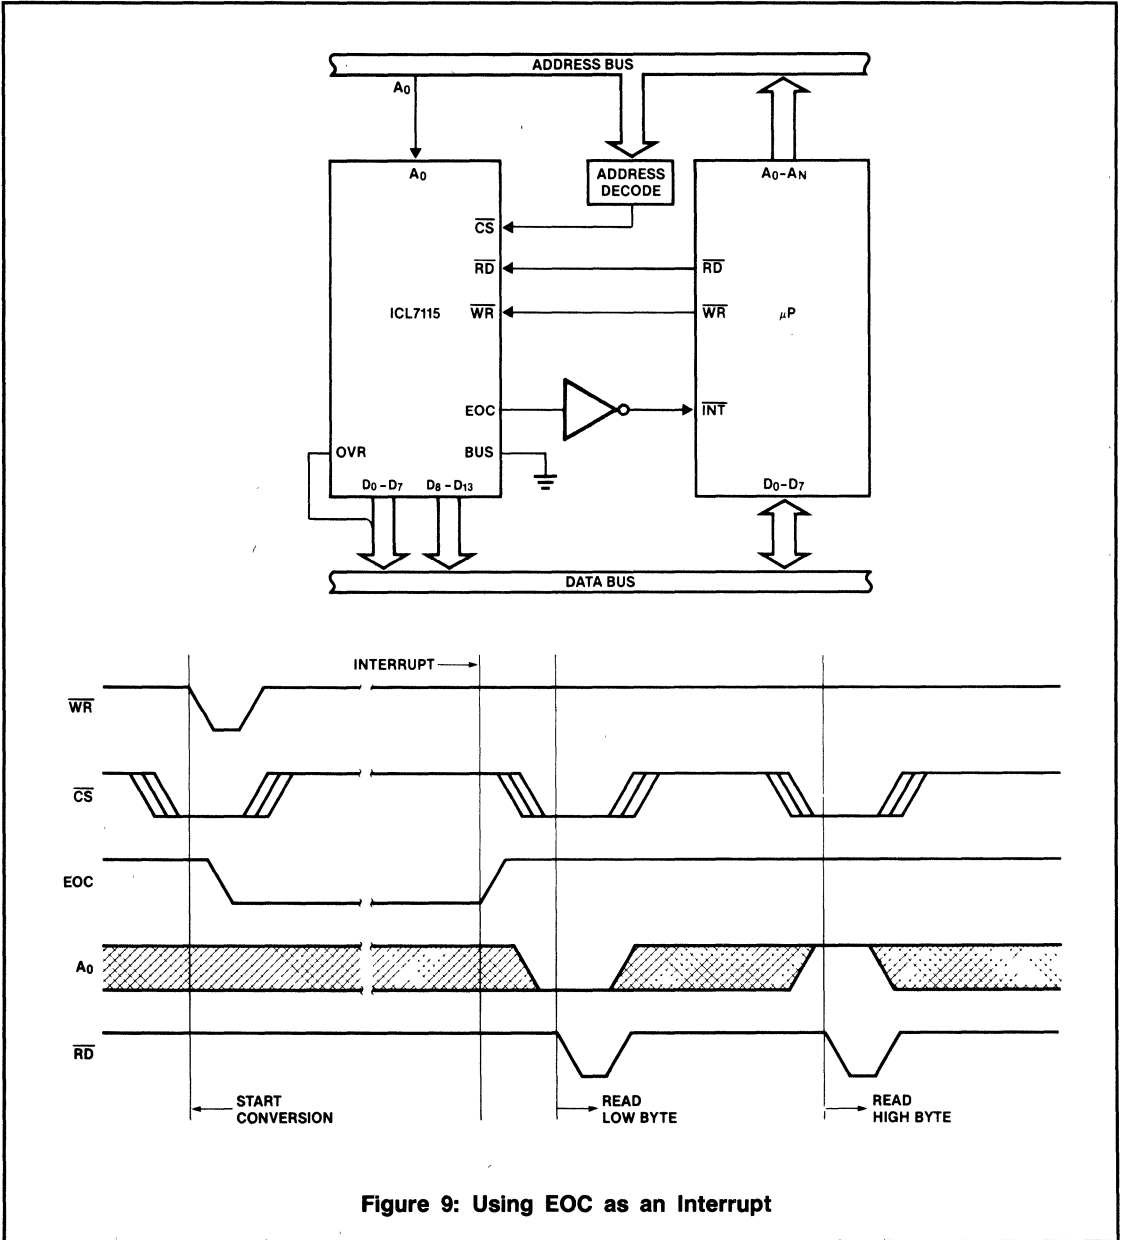 ADDRESS BUS
A0
A0
ADDRESS
DECODE
A0-AN
CS
RD
RD
ICL7115
WR
WR
μP
EOC
INT
OVR
BUS
D0-D7
D8-D13
D0-D7
DATA BUS
INTERRUPT
WR
CS
EOC
A0
RD
START
CONVERSION
READ
LOW BYTE
READ
HIGH BYTE
Figure 9: Using EOC as an Interrupt